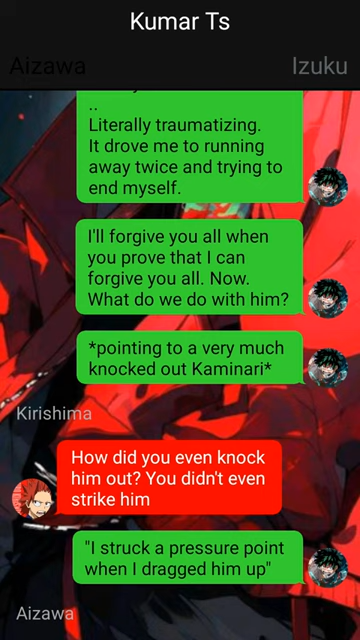 Kumar Ts
Aizawa
Izuku
..
Literally traumatizing.
It drove me to running
away twice and trying to
end myself.
I'll forgive you all when
you prove that I can
forgive you all. Now.
What do we do with him?
*pointing to a very much
knocked out Kaminari*
Kirishima
How did you even knock
him out? You didn't even
strike him
"I struck a pressure point
when I dragged him up"
Aizawa